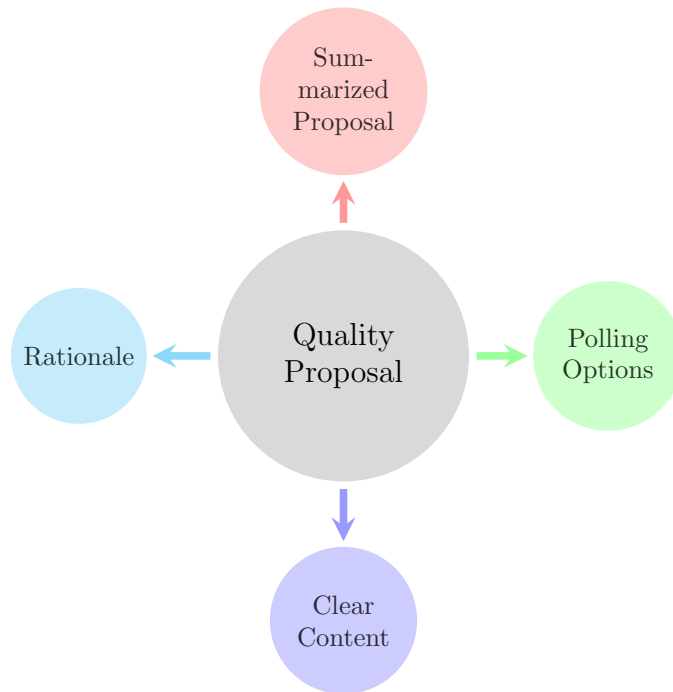 Sum-
marized
Proposal
Quality
Proposal
Rationale
Polling
Options
Clear
Content